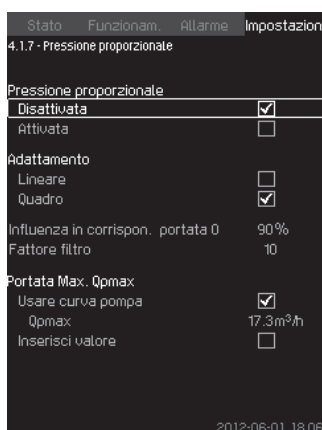 Stato Funzionam. Allarme Impostazion
4.1.7 - Pressione proporzionale
Pressione proporzionale
Disattivata
Attivata
Adattamento
Lineare
Quadro
Influenza in corrispon. portata 0 90%
Fattore filtro 10
Portata Max. Qpmax
Usare curva pompa
Qpmax 17.3m³/h
Inserisci valore
2012-06-01 18:06